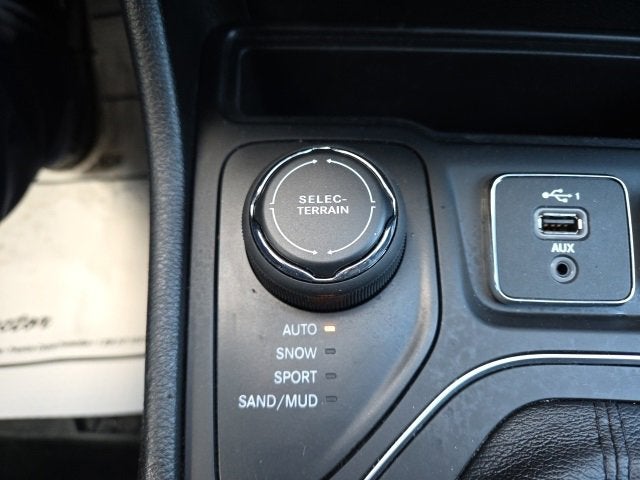 SELEC-
TERRAIN
1
AUX
AUTO
SNOW
SPORT
SAND/MUD